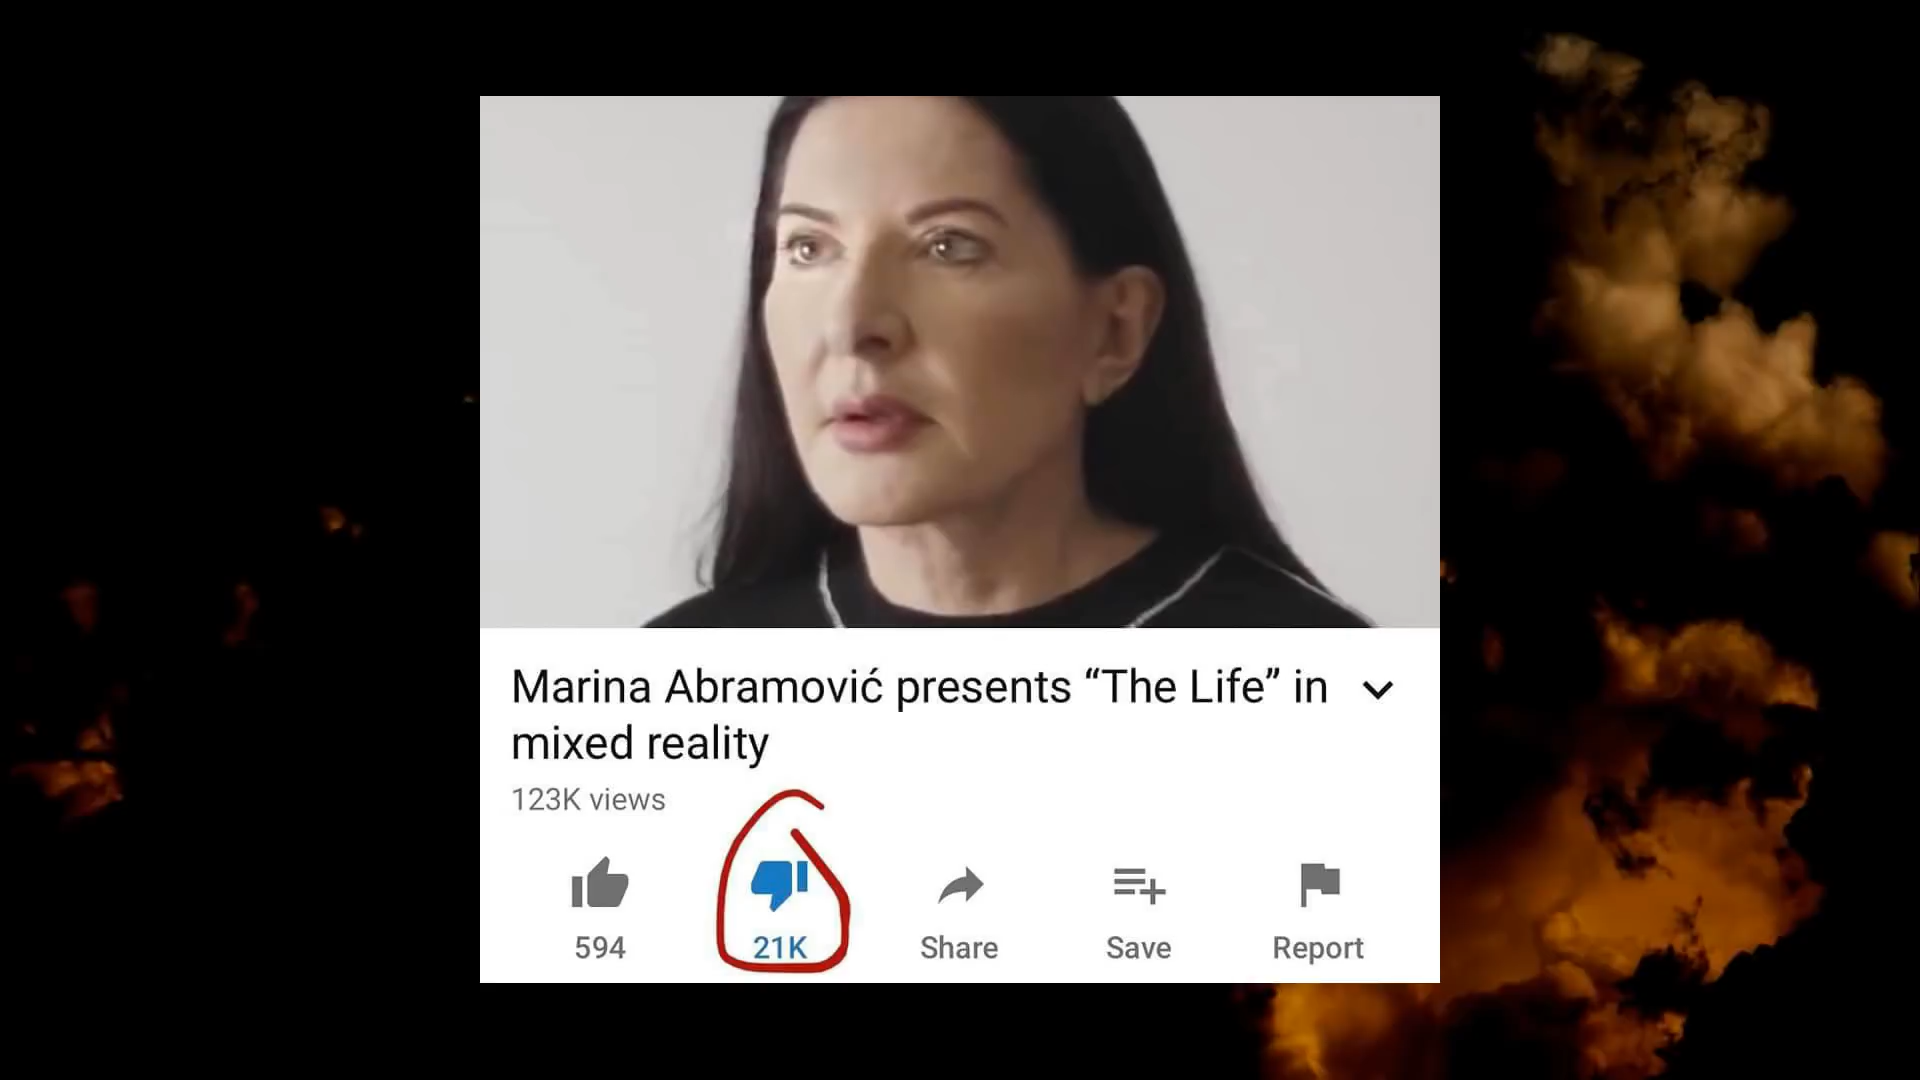 Marina Abramović presents “The Life” in
mixed reality
123K views
594 21K Share Save Report